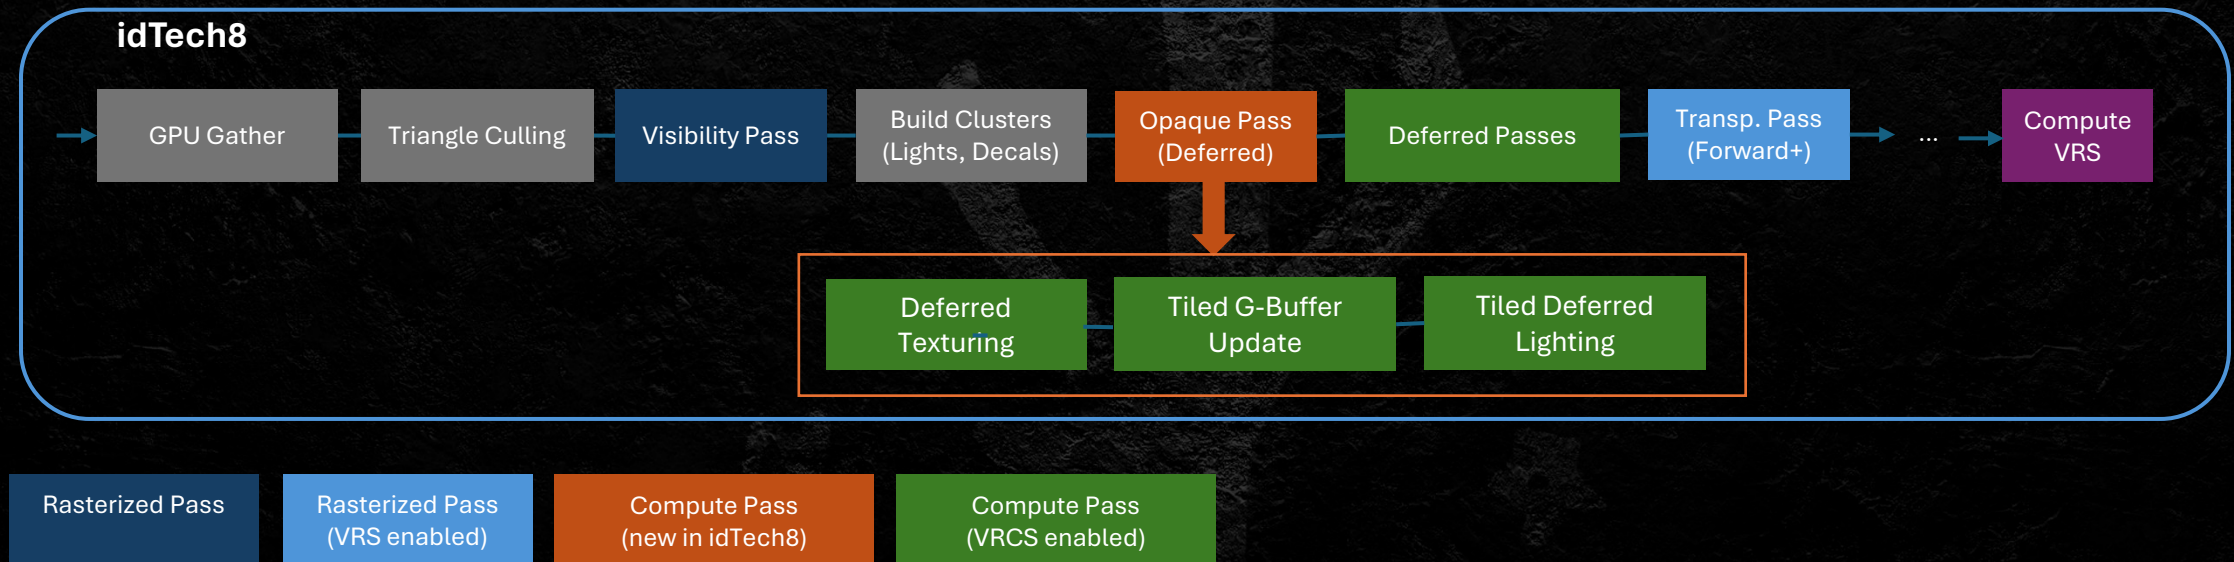 idTech8
GPU Gather
Triangle Culling
Visibility Pass
Build Clusters
(Lights, Decals)
Opaque Pass
(Deferred)
Deferred Passes
Transp. Pass
(Forward+)
...
Compute
VRS
Deferred
Texturing
Tiled G-Buffer
Update
Tiled Deferred
Lighting
Rasterized Pass
Rasterized Pass
(VRS enabled)
Compute Pass
(new in idTech8)
Compute Pass
(VRCS enabled)